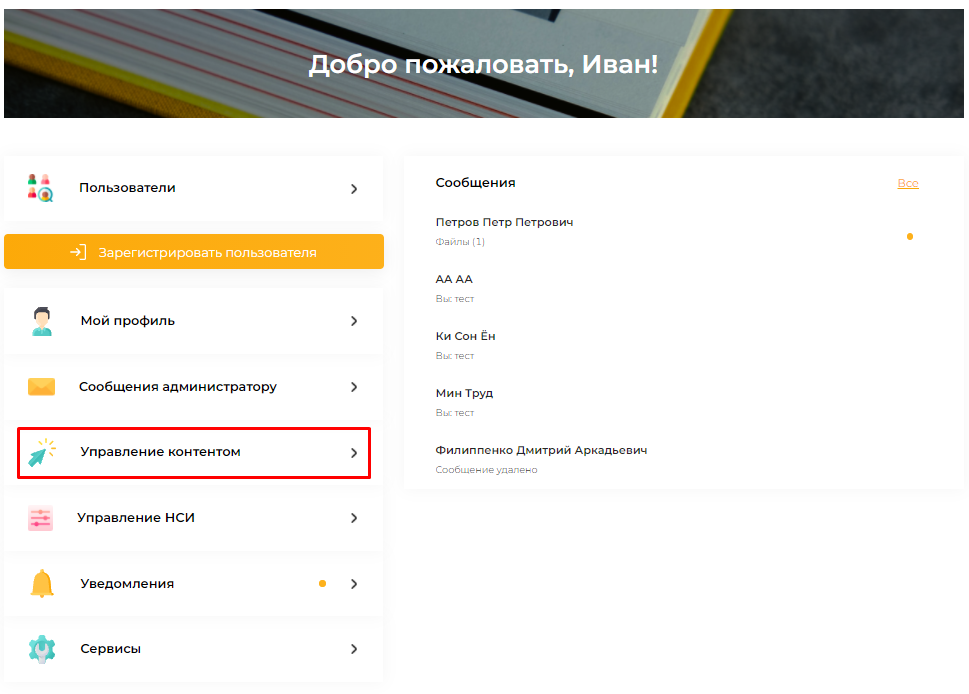 Добро пожаловать, Иван!
Пользователи
Зарегистрировать пользователя
Мой профиль
Сообщения администратору
Управление контентом
Управление НСИ
Уведомления
Сервисы
Сообщения
Все
Петров Петр Петрович
Файлы (1)
АА АА
Вы: тест
Ки Сон Ён
Вы: тест
Мин Труд
Вы: тест
Филиппенко Дмитрий Аркадьевич
Сообщение удалено